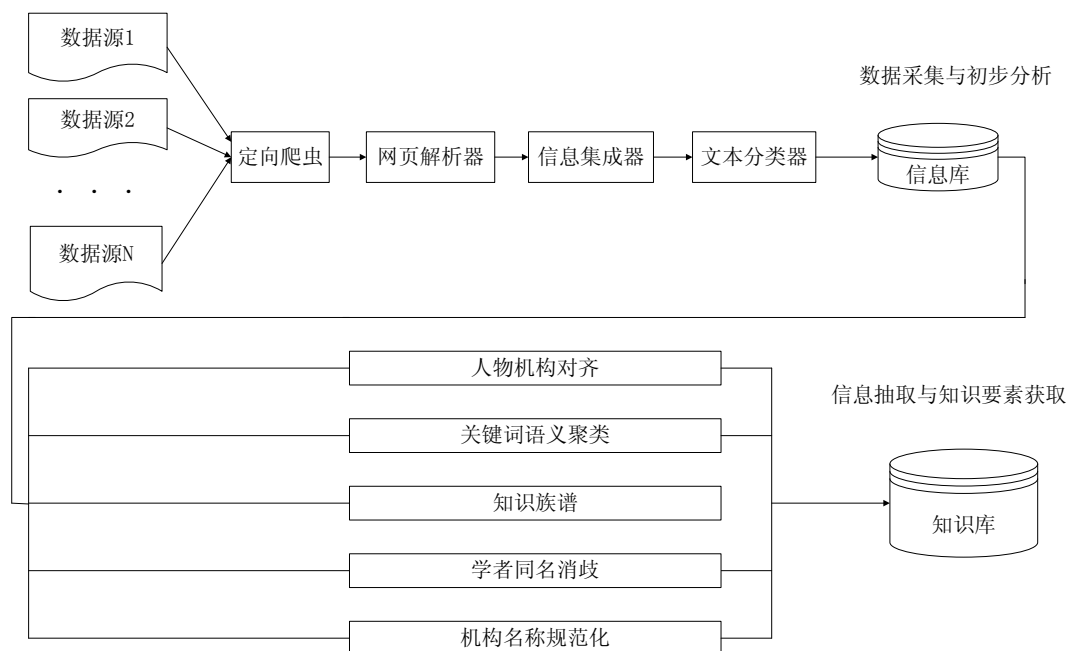 数据源1
数据源2
. . .
数据源N
定向爬虫
网页解析器
信息集成器
文本分类器
数据采集与初步分析
信息库
人物机构对齐
关键词语义聚类
知识族谱
学者同名消歧
机构名称规范化
信息抽取与知识要素获取
知识库